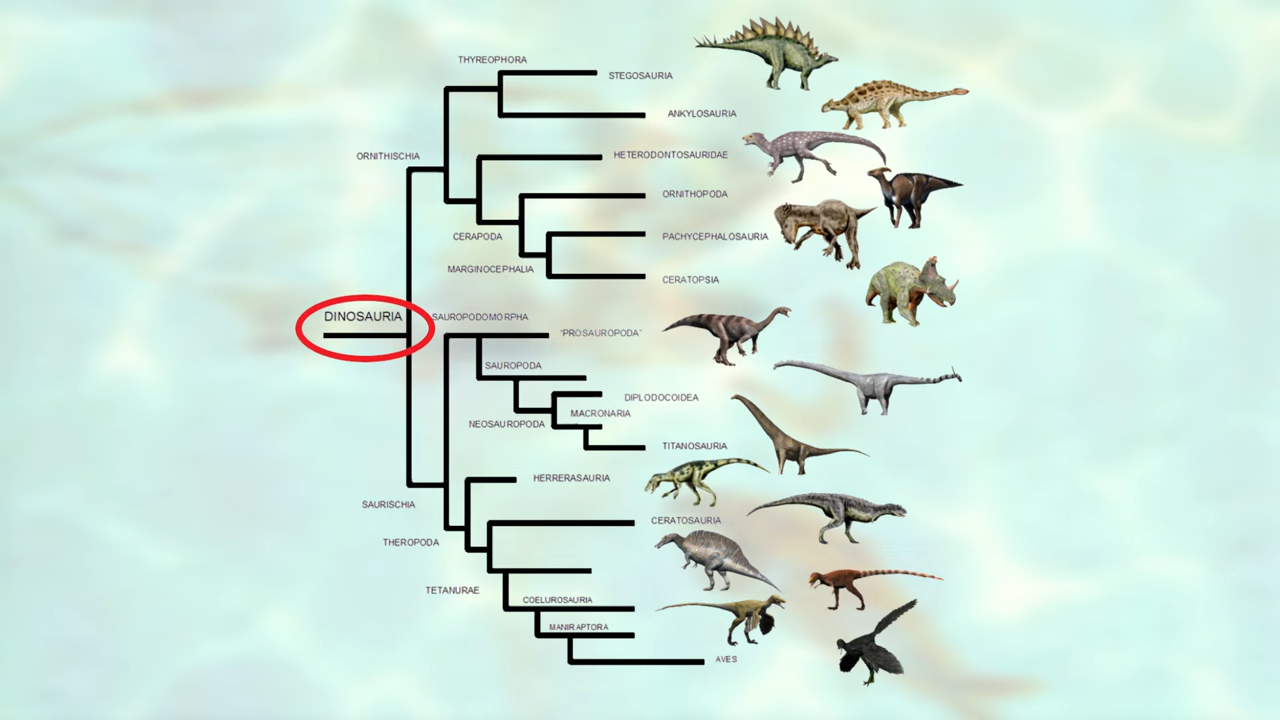 THYREOPHORA
STEGOSAURIA
ANKYLOSAURIA
ORNITHISCHIA
HETERODONTOSAURIDAE
ORNITHOPODA
CERAPODA
PACHYCEPHALOSAURIA
MARGINOCEPHALIA
CERATOPSIA
DINOSAURIA
SAUROPODOMORPHA
"PROSAUROPODA"
SAUROPODA
DIPLODOCOIDEA
MACRONARIA
NEOSAUROPODA
TITANOSAURIA
HERRERASAURIA
SAURISCHIA
CERATOSAURIA
THEROPODA
TETANURAE
COELUROSAURIA
MANIRAPTORA
AVES